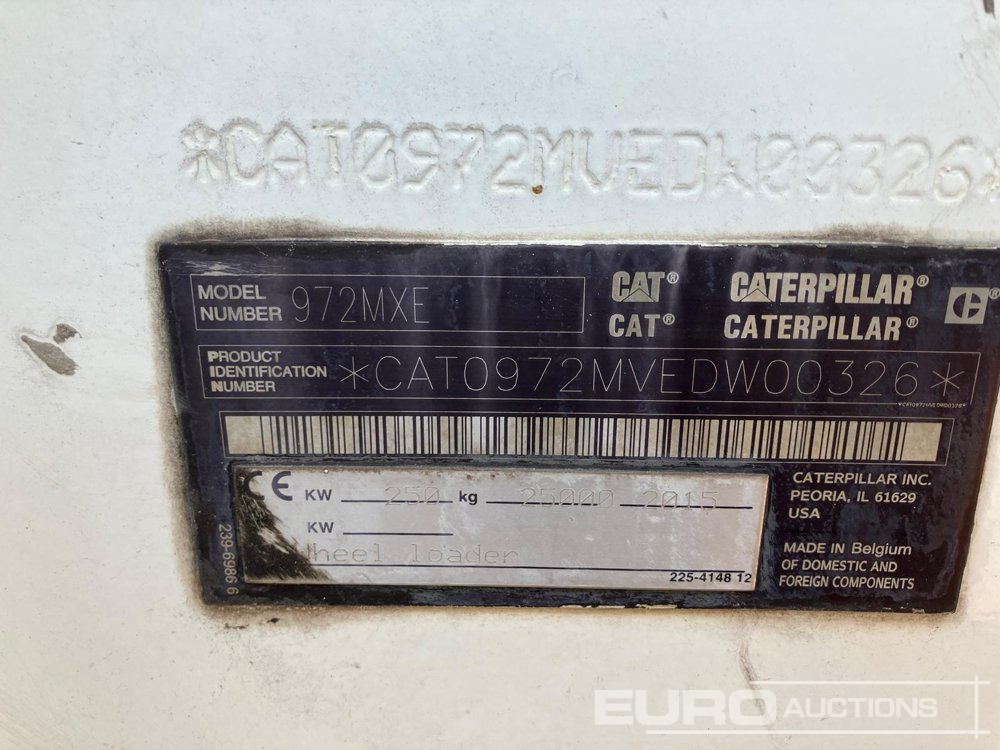 *CAT0972MVEDW00326*
MODEL NUMBER 972MXE
CAT® CATERPILLAR®
CAT® CATERPILLAR®
PRODUCT IDENTIFICATION NUMBER *CAT0972MVEDW00326*
*CAT0972MVEDW00326*
CE KW 250 kg 25000 2015
KW
Wheel loader
225-4148 12
239-6986 6
CATERPILLAR INC.
PEORIA, IL 61629
USA
MADE IN Belgium
OF DOMESTIC AND
FOREIGN COMPONENTS
EURO AUCTIONS